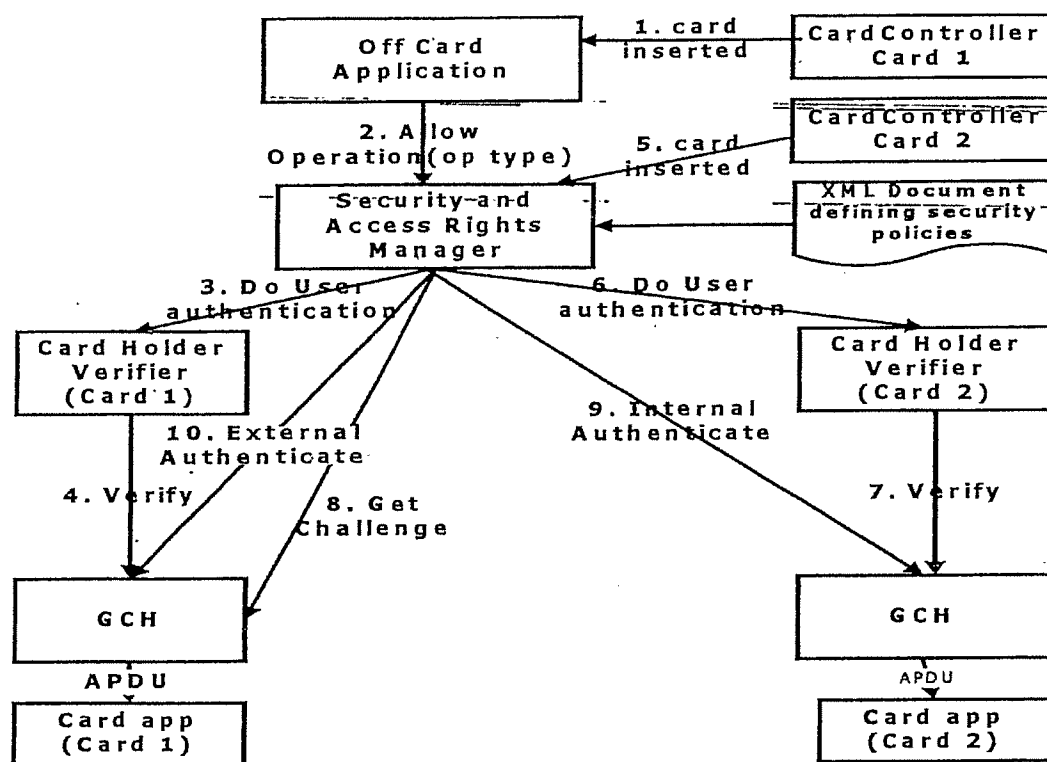 Off Card
Application
1. card
inserted
CardController
Card 1
2. Allow
Operation(op type)
5. card
inserted
CardController
Card 2
Security and
Access Rights
Manager
XML Document
defining security
policies
3. Do User
authentication
6. Do User
authentication
Card Holder
Verifier
(Card 1)
Card Holder
Verifier
(Card 2)
10. External
Authenticate
9. Internal
Authenticate
4. Verify
8. Get
Challenge
7. Verify
GCH
GCH
APDU
APDU
Card app
(Card 1)
Card app
(Card 2)